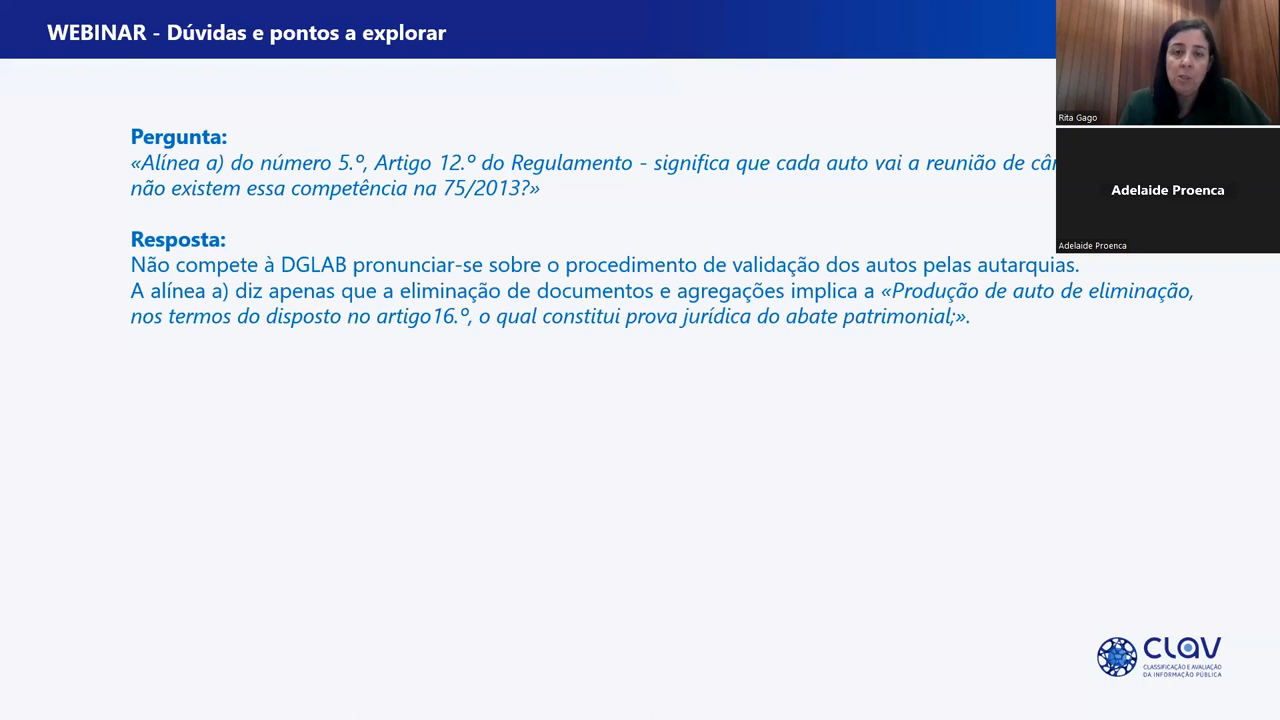 WEBINAR - Dúvidas e pontos a explorar
Rita Gago
Pergunta:
«Alínea a) do número 5.º, Artigo 12.º do Regulamento - significa que cada auto vai a reunião de
não existem essa competência na 75/2013?»
Adelaide Proenca
Adelaide Proenca
Resposta:
Não compete à DGLAB pronunciar-se sobre o procedimento de validação dos autos pelas autarquias.
A alínea a) diz apenas que a eliminação de documentos e agregações implica a «Produção de auto de eliminação,
nos termos do disposto no artigo16.º, o qual constitui prova jurídica do abate patrimonial;».
CLAV
CLASSIFICAÇÃO E AVALIAÇÃO
DA INFORMAÇÃO PÚBLICA